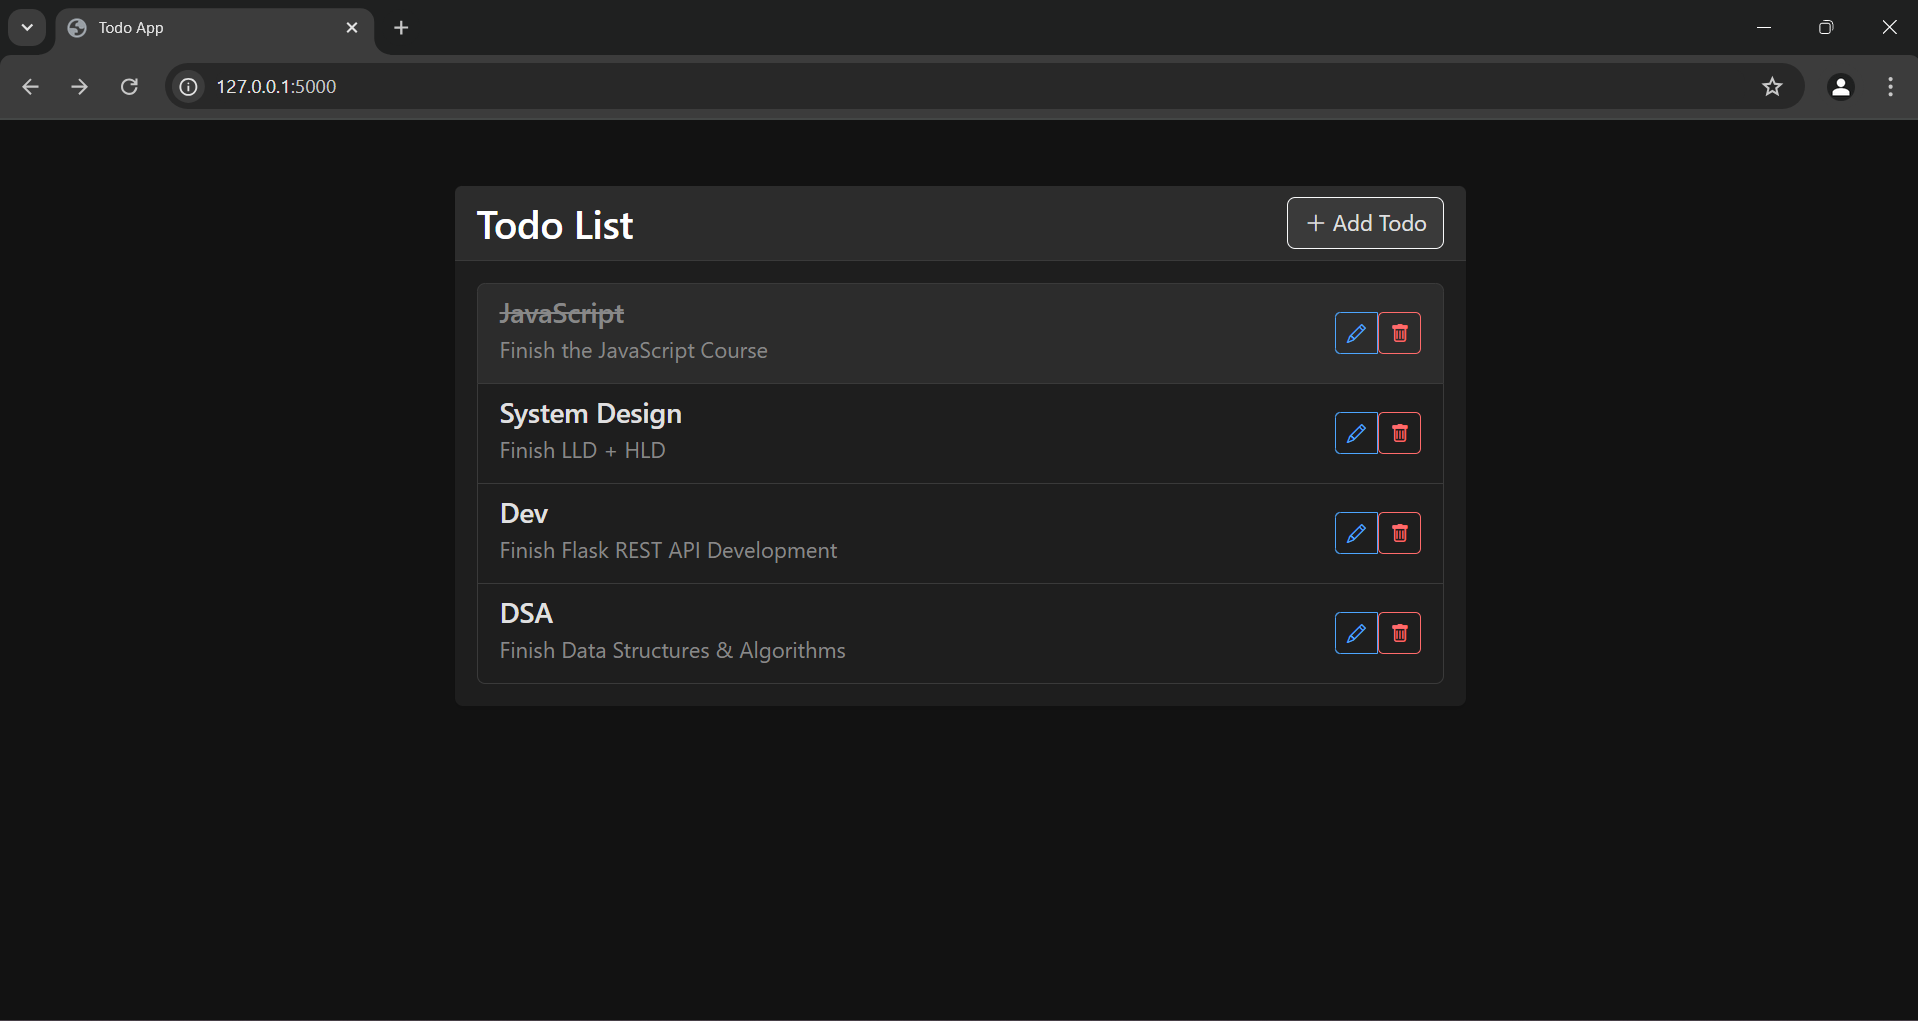 Todo App
127.0.0.1:5000
Todo List
+ Add Todo
JavaScript
Finish the JavaScript Course
System Design
Finish LLD + HLD
Dev
Finish Flask REST API Development
DSA
Finish Data Structures & Algorithms